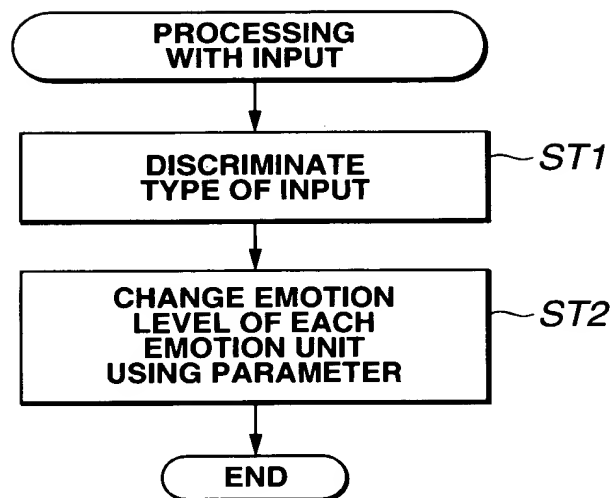 PROCESSING
WITH INPUT
DISCRIMINATE
TYPE OF INPUT
ST1
CHANGE EMOTION
LEVEL OF EACH
EMOTION UNIT
USING PARAMETER
ST2
END